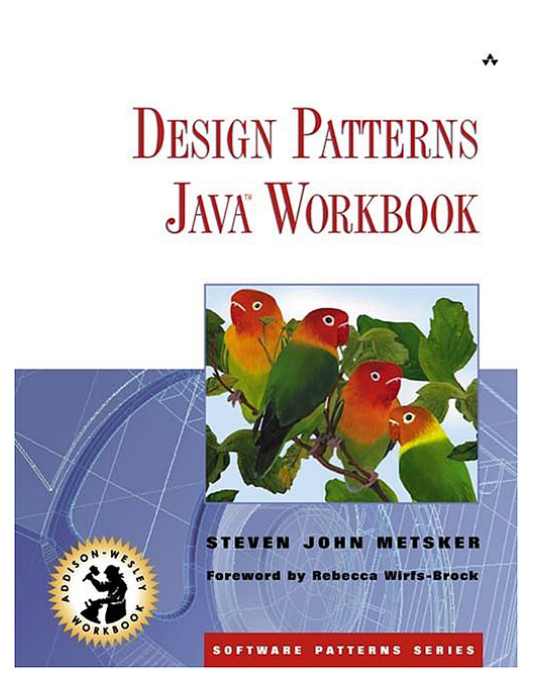 DESIGN PATTERNS
JAVA™ WORKBOOK
STEVEN JOHN METSKER
Foreword by Rebecca Wirfs-Brock
ADDISON-WESLEY
WORKBOOK
SOFTWARE PATTERNS SERIES